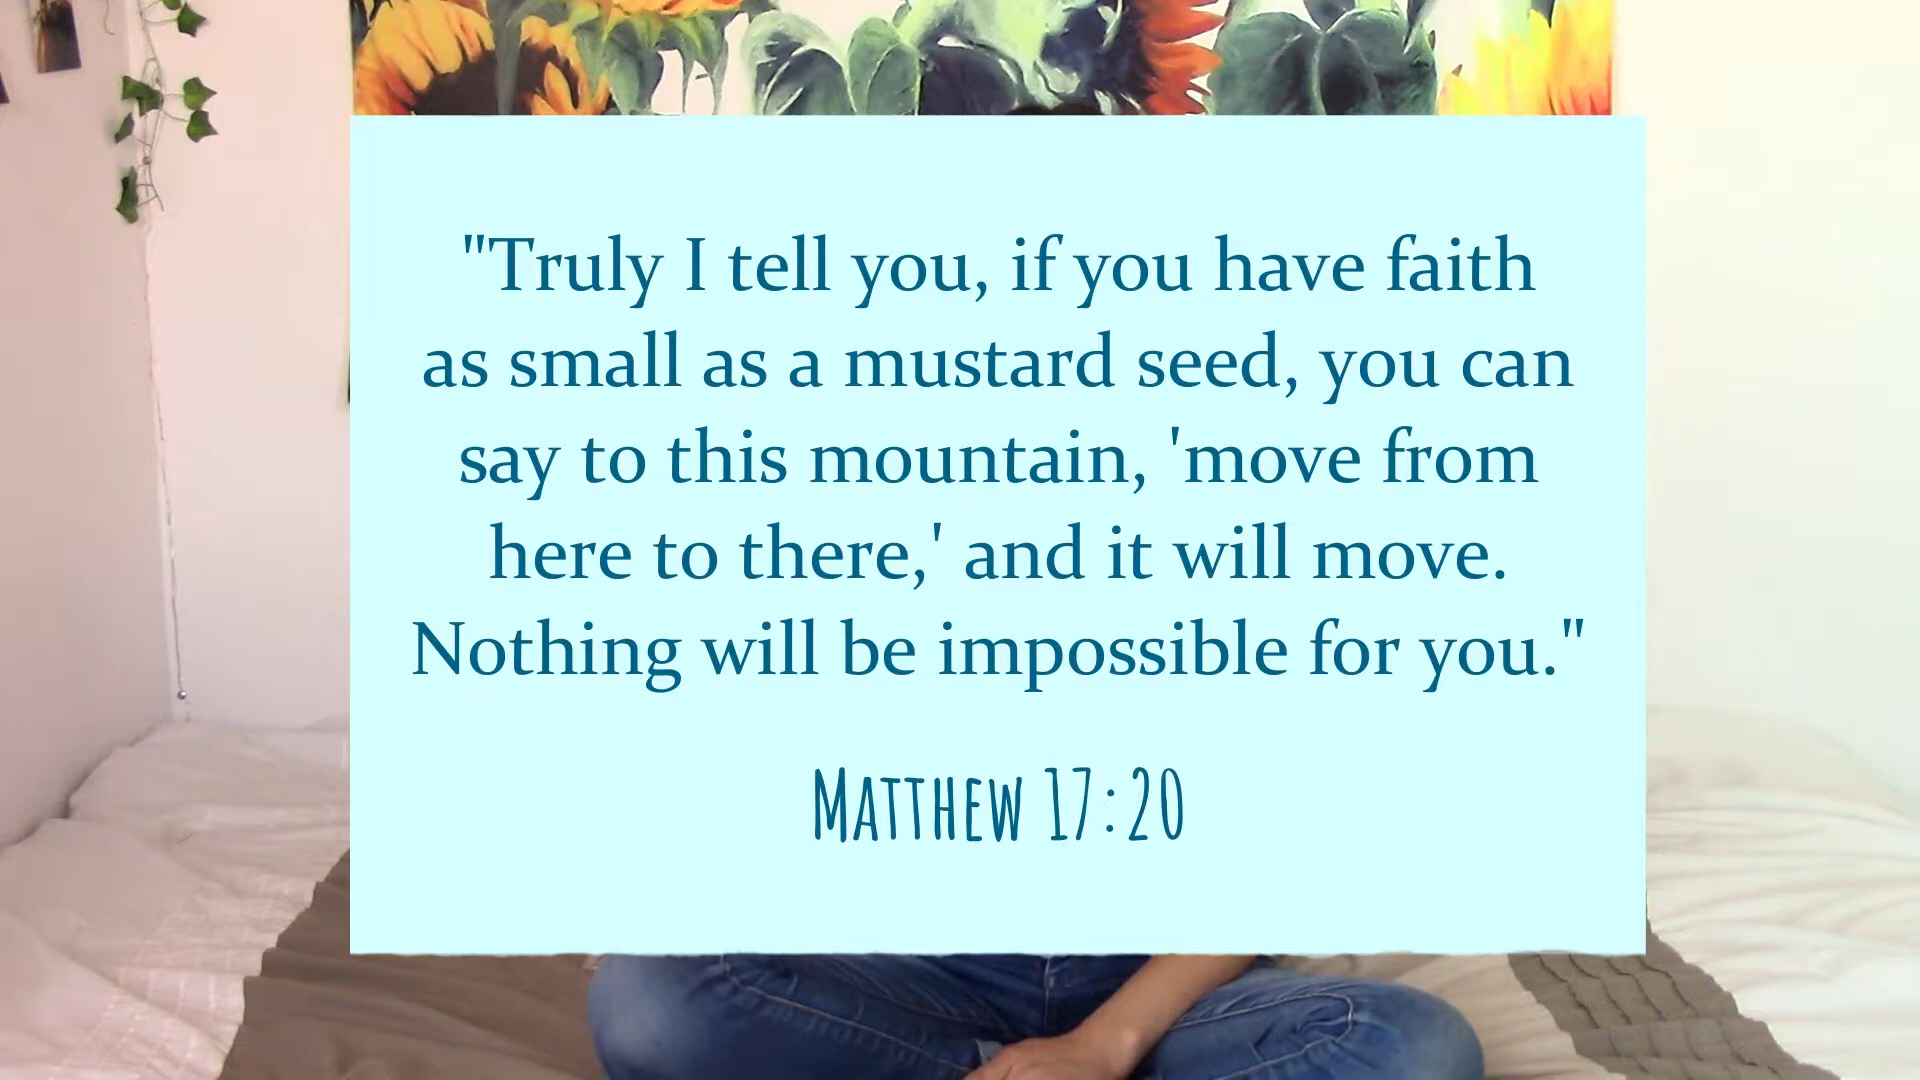 "Truly I tell you, if you have faith
as small as a mustard seed, you can
say to this mountain, 'move from
here to there,' and it will move.
Nothing will be impossible for you."
Matthew 17:20